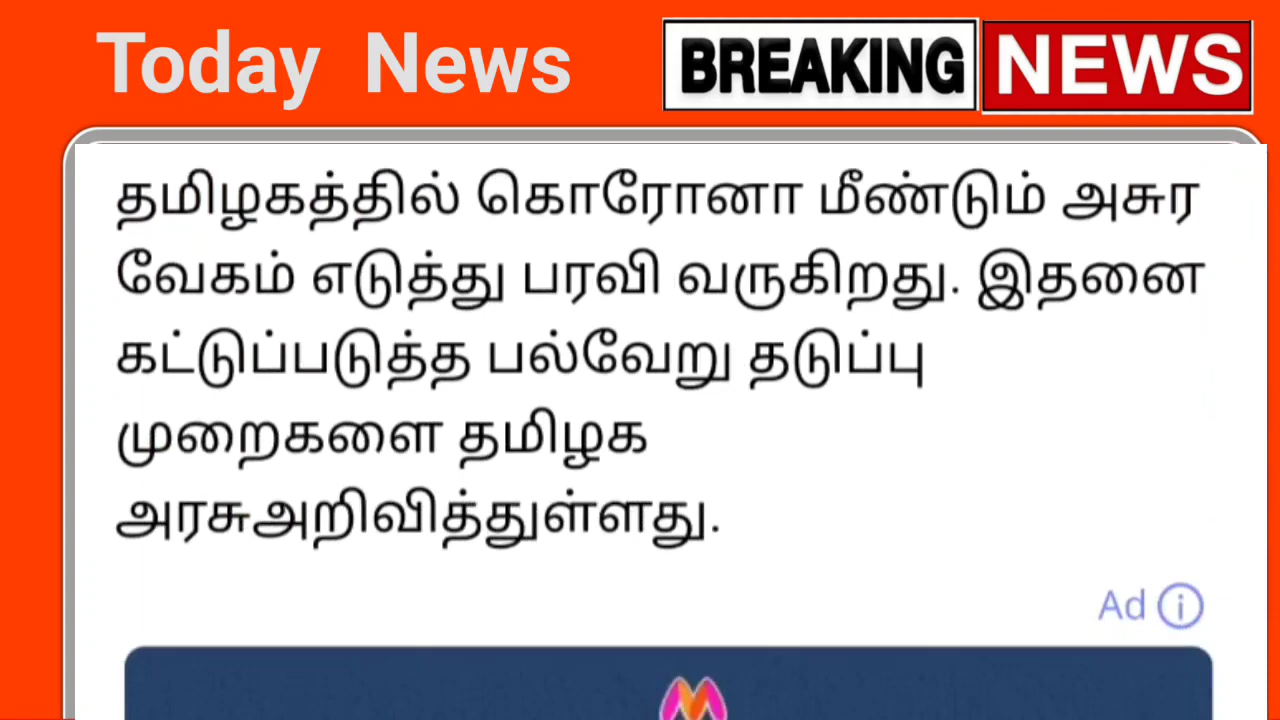 Today News
BREAKING NEWS
தமிழகத்தில் கொரோனா மீண்டும் அசுர
வேகம் எடுத்து பரவி வருகிறது. இதனை
கட்டுப்படுத்த பல்வேறு தடுப்பு
முறைகளை தமிழக
அரசுஅறிவித்துள்ளது.
Ad